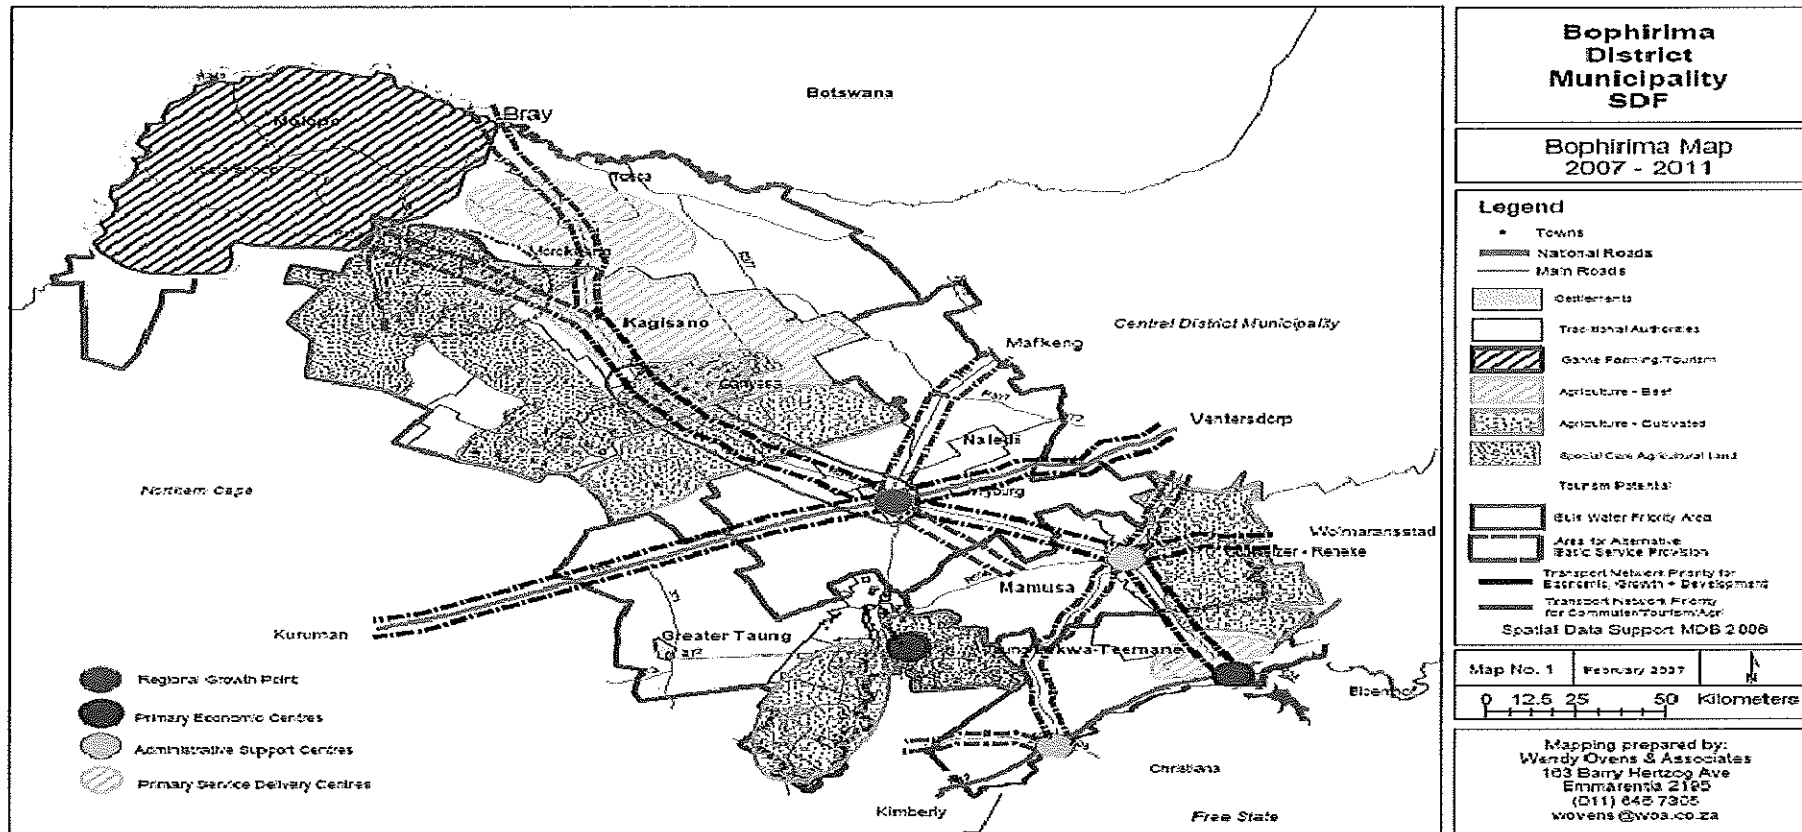 Botswana
Bray
Molopo
Tosca
Morokweng
Kagisano
Ganyesa
Central District Municipality
Mafkeng
Ventersdorp
Naledi
Vryburg
Northern Cape
Wolmaransstad
Schweizer - Reneke
Mamusa
Kuruman
Greater Taung
Taung
Lekwa-Teemane
Christiana
Kimberly
Free State
Regional Growth Point
Primary Economic Centres
Administrative Support Centres
Primary Service Delivery Centres
Bophirima
District
Municipality
SDF
Bophirima Map
2007 - 2011
Legend
Towns
National Roads
Main Roads
Settlements
Traditional Authorities
Game Farming/Tourism
Agriculture - Beef
Agriculture - Cultivated
Special Care Agricultural Land
Tourism Potential
Bulk Water Priority Area
Area for Alternative
Basic Service Provision
Transport Network Priority for
Economic Growth + Development
Transport Network Priority
for Commuter/Tourism/Agri
Spatial Data Support MDB 2006
Map No. 1
February 2007
N
0 12.5 25 50 Kilometers
Mapping prepared by:
Wendy Ovens & Associates
163 Barry Hertzog Ave
Emmarentia 2195
(011) 646 7305
wovens@woa.co.za